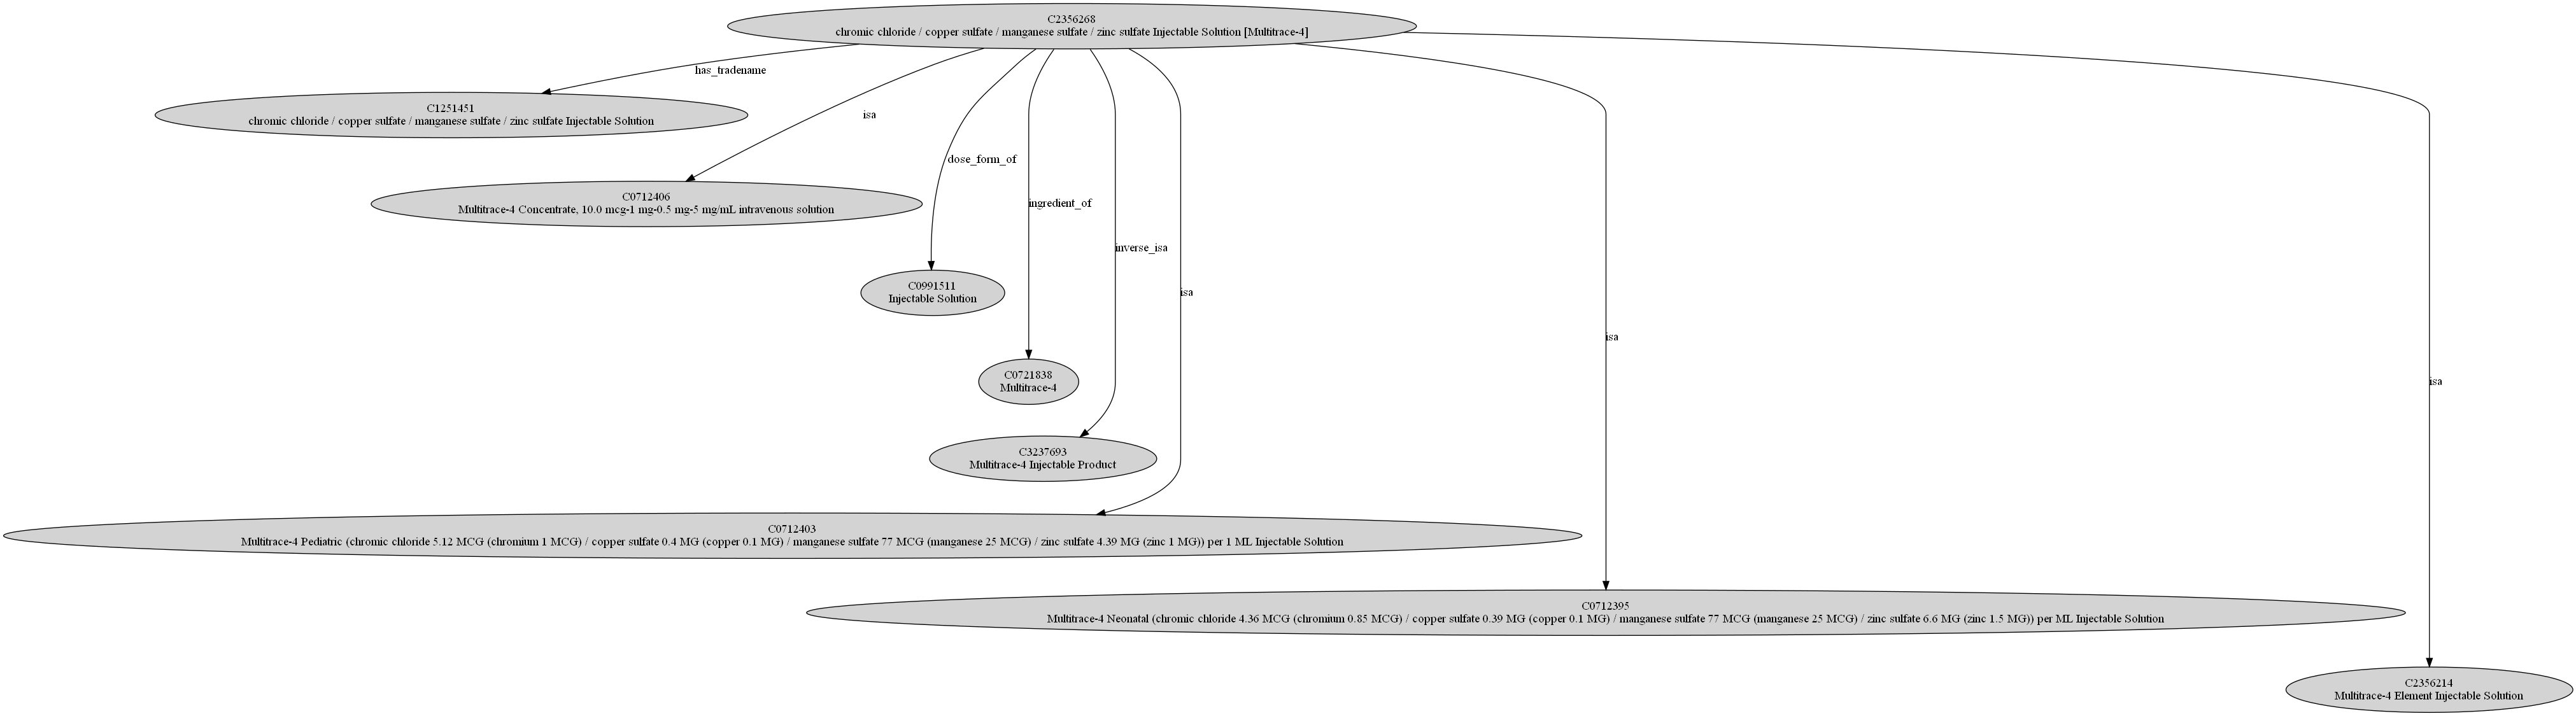 C2356268
chromic chloride / copper sulfate / manganese sulfate / zinc sulfate Injectable Solution [Multitrace-4]
has_tradename
C1251451
chromic chloride / copper sulfate / manganese sulfate / zinc sulfate Injectable Solution
isa
dose_form_of
C0712406
Multitrace-4 Concentrate, 10.0 mcg-1 mg-0.5 mg-5 mg/mL intravenous solution
ingredient_of
inverse_isa
C0991511
Injectable Solution
isa
isa
C0721838
Multitrace-4
isa
C3237693
Multitrace-4 Injectable Product
C0712403
Multitrace-4 Pediatric (chromic chloride 5.12 MCG (chromium 1 MCG) / copper sulfate 0.4 MG (copper 0.1 MG) / manganese sulfate 77 MCG (manganese 25 MCG) / zinc sulfate 4.39 MG (zinc 1 MG)) per 1 ML Injectable Solution
C0712395
Multitrace-4 Neonatal (chromic chloride 4.36 MCG (chromium 0.85 MCG) / copper sulfate 0.39 MG (copper 0.1 MG) / manganese sulfate 77 MCG (manganese 25 MCG) / zinc sulfate 6.6 MG (zinc 1.5 MG)) per ML Injectable Solution
C2356214
Multitrace-4 Element Injectable Solution